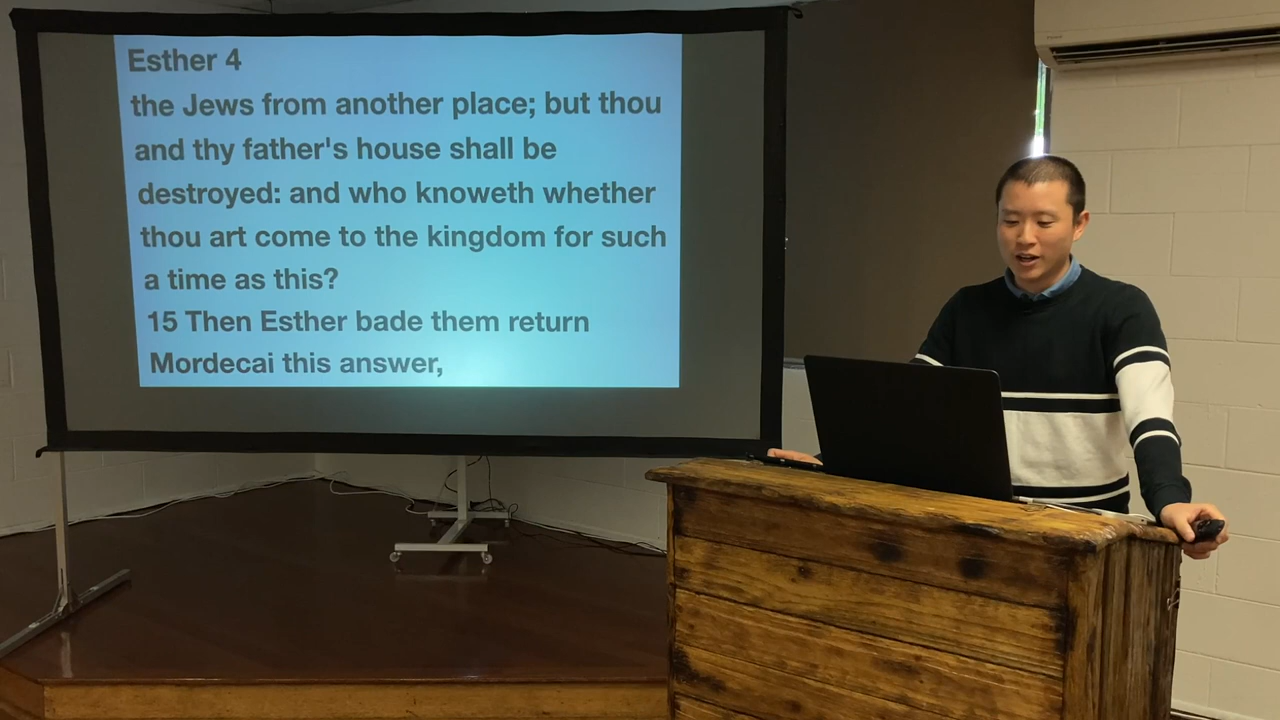 Esther 4
the Jews from another place; but thou
and thy father's house shall be
destroyed: and who knoweth whether
thou art come to the kingdom for such
a time as this?
15 Then Esther bade them return
Mordecai this answer,